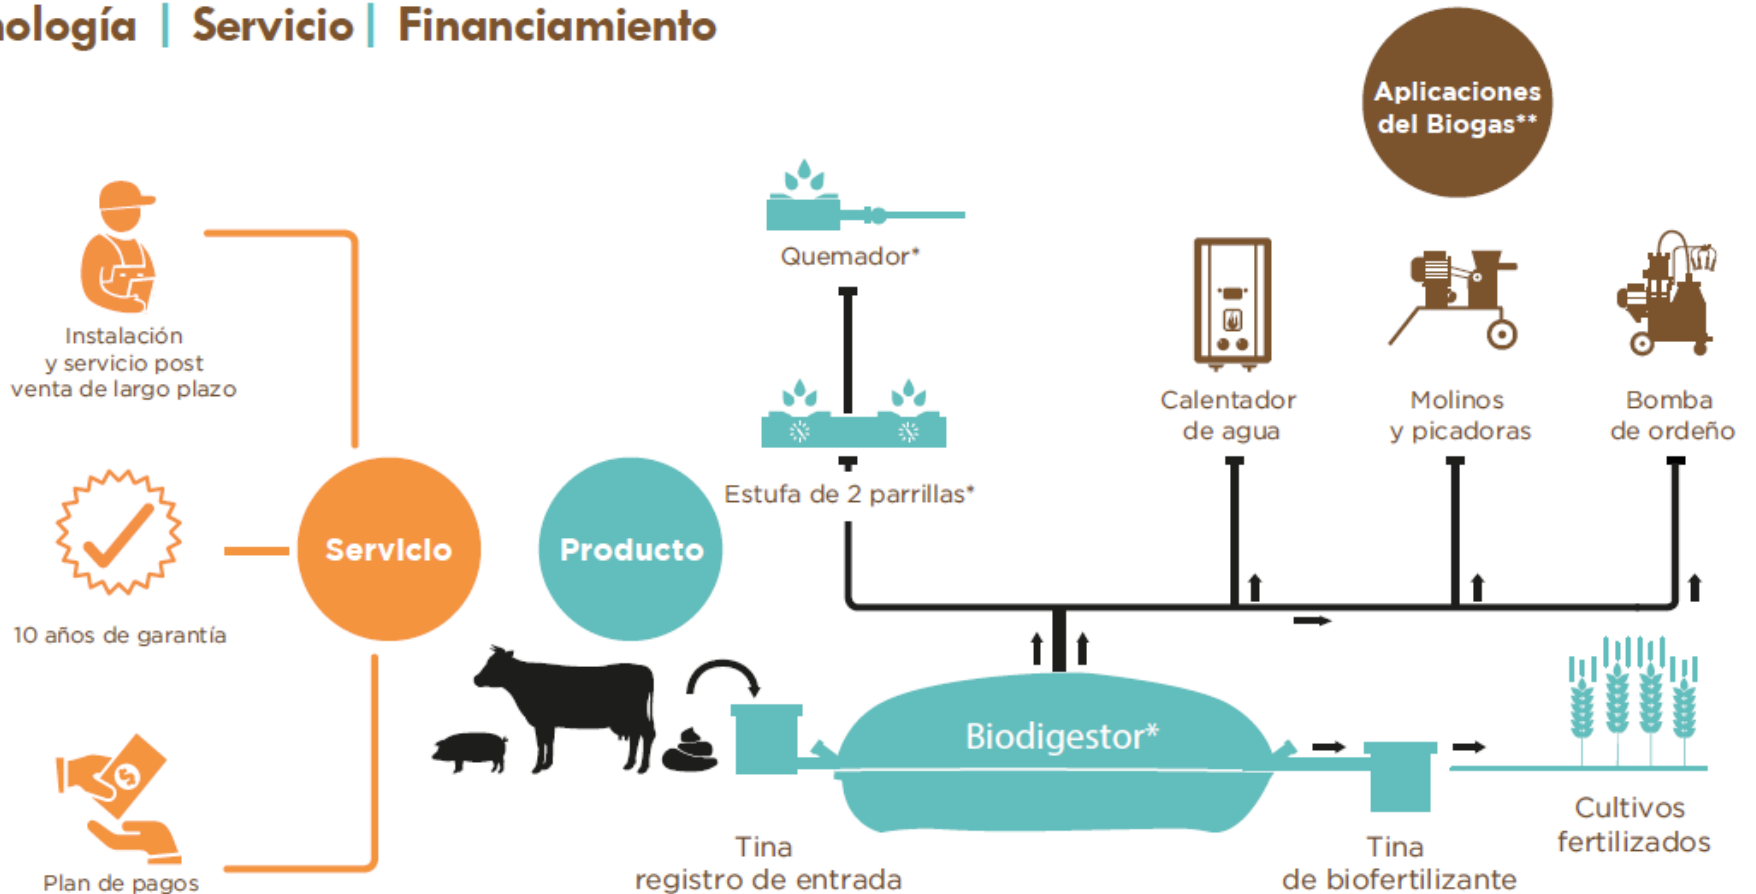 nología | Servicio | Financiamiento
Aplicaciones
del Biogas**
Quemador*
Instalación
y servicio post
venta de largo plazo
Calentador
de agua
Molinos
y picadoras
Bomba
de ordeño
Estufa de 2 parrillas*
Servicio
Producto
10 años de garantía
Biodigestor*
Cultivos
fertilizados
Tina
registro de entrada
Tina
de biofertilizante
Plan de pagos